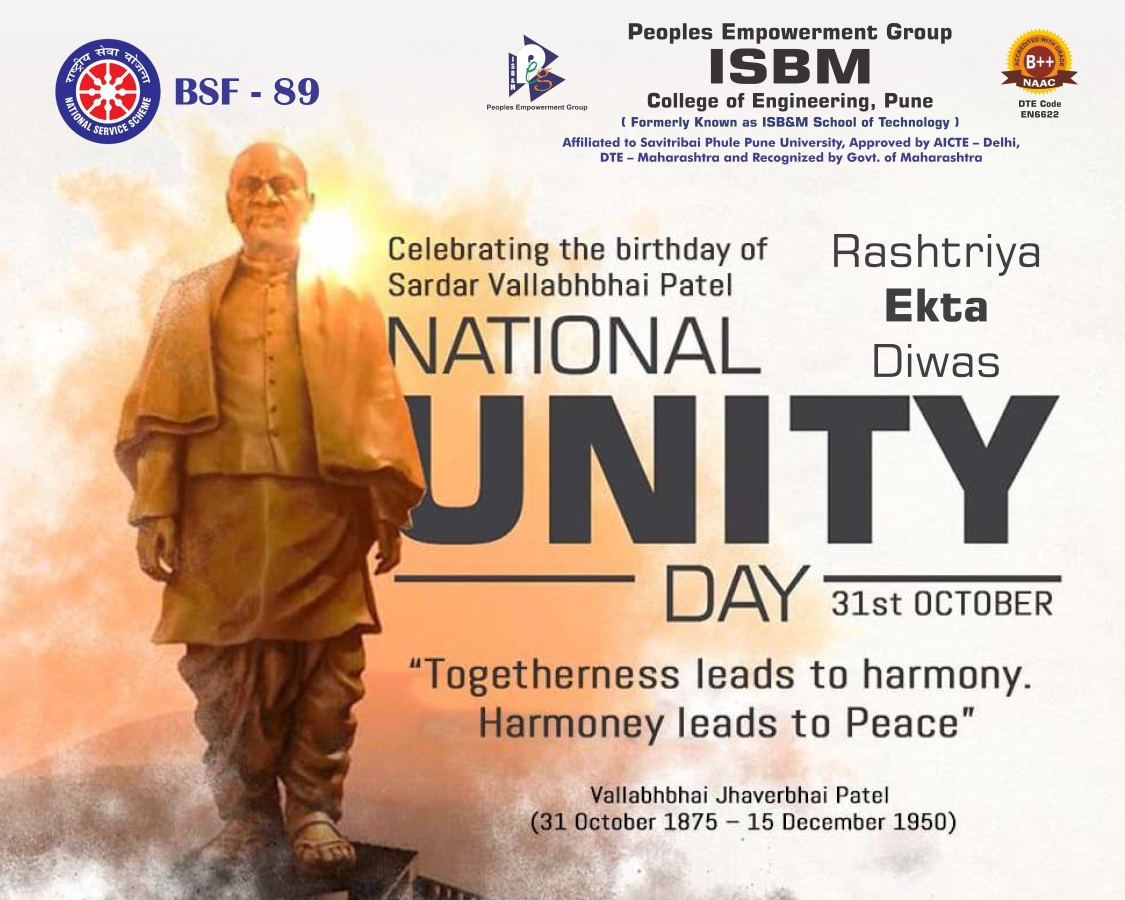 राष्ट्रीय सेवा योजना
NATIONAL SERVICE SCHEME
BSF - 89
ISB&M
Peg
Peoples Empowerment Group
Peoples Empowerment Group
ISBM
College of Engineering, Pune
( Formerly Known as ISB&M School of Technology )
Affiliated to Savitribai Phule Pune University, Approved by AICTE – Delhi,
DTE – Maharashtra and Recognized by Govt. of Maharashtra
ACCREDITED WITH GRADE
B++
NAAC
DTE Code
EN6622
Celebrating the birthday of
Sardar Vallabhbhai Patel
NATIONAL
UNITY
DAY
31st OCTOBER
Rashtriya
Ekta
Diwas
“Togetherness leads to harmony.
Harmoney leads to Peace”
Vallabhbhai Jhaverbhai Patel
(31 October 1875 – 15 December 1950)